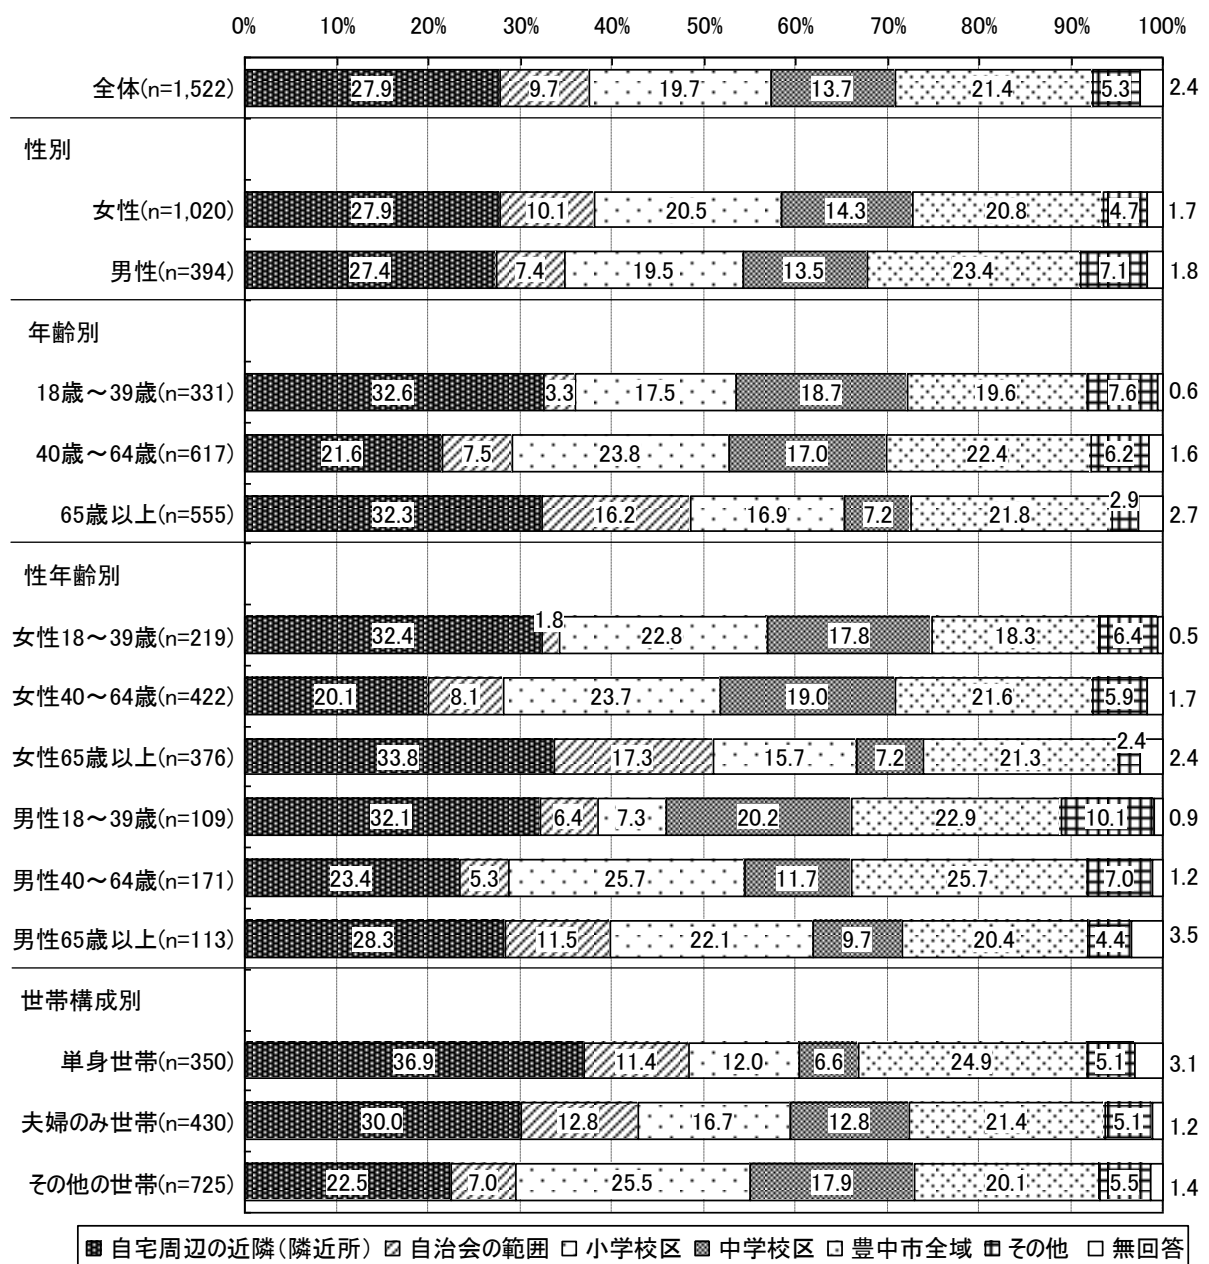 0% 10% 20% 30% 40% 50% 60% 70% 80% 90% 100%
全体(n=1,522) 27.9 9.7 19.7 13.7 21.4 5.3 2.4
性別
女性(n=1,020) 27.9 10.1 20.5 14.3 20.8 4.7 1.7
男性(n=394) 27.4 7.4 19.5 13.5 23.4 7.1 1.8
年齢別
18歳～39歳(n=331) 32.6 3.3 17.5 18.7 19.6 7.6 0.6
40歳～64歳(n=617) 21.6 7.5 23.8 17.0 22.4 6.2 1.6
65歳以上(n=555) 32.3 16.2 16.9 7.2 21.8 2.9 2.7
性年齢別
女性18～39歳(n=219) 32.4 1.8 22.8 17.8 18.3 6.4 0.5
女性40～64歳(n=422) 20.1 8.1 23.7 19.0 21.6 5.9 1.7
女性65歳以上(n=376) 33.8 17.3 15.7 7.2 21.3 2.4 2.4
男性18～39歳(n=109) 32.1 6.4 7.3 20.2 22.9 10.1 0.9
男性40～64歳(n=171) 23.4 5.3 25.7 11.7 25.7 7.0 1.2
男性65歳以上(n=113) 28.3 11.5 22.1 9.7 20.4 4.4 3.5
世帯構成別
単身世帯(n=350) 36.9 11.4 12.0 6.6 24.9 5.1 3.1
夫婦のみ世帯(n=430) 30.0 12.8 16.7 12.8 21.4 5.1 1.2
その他の世帯(n=725) 22.5 7.0 25.5 17.9 20.1 5.5 1.4
自宅周辺の近隣(隣近所) 自治会の範囲 小学校区 中学校区 豊中市全域 その他 無回答